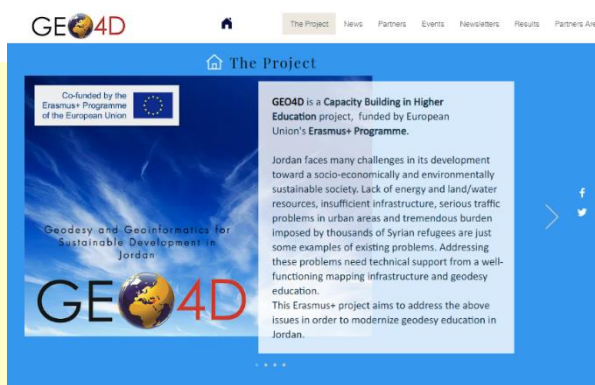 GEO4D
The Project News Partners Events Newsletters Results Partners Are
The Project
Co-funded by the
Erasmus+ Programme
of the European Union
Geodesy and Geoinformatics for
Sustainable Development in
Jordan
GEO4D
GEO4D is a Capacity Building in Higher
Education project, funded by European
Union's Erasmus+ Programme.
Jordan faces many challenges in its development
toward a socio-economically and environmentally
sustainable society. Lack of energy and land/water
resources, insufficient infrastructure, serious traffic
problems in urban areas and tremendous burden
imposed by thousands of Syrian refugees are just
some examples of existing problems. Addressing
these problems need technical support from a well-
functioning mapping infrastructure and geodesy
education.
This Erasmus+ project aims to address the above
issues in order to modernize geodesy education in
Jordan.